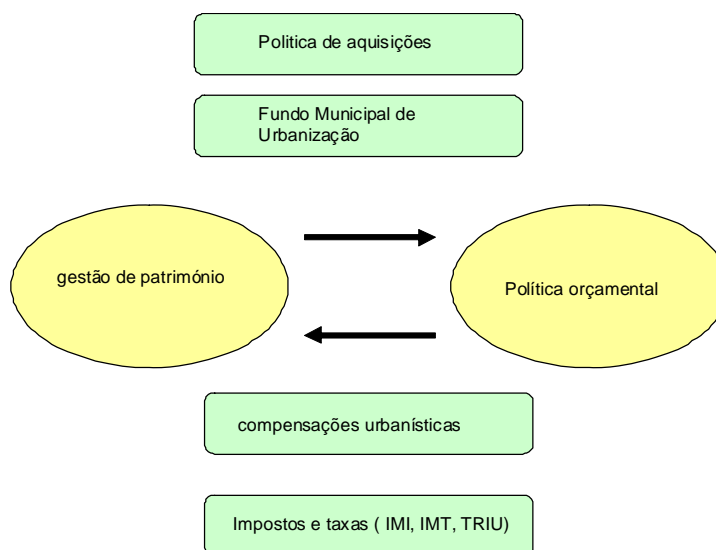 Politica de aquisições
Fundo Municipal de
Urbanização
gestão de património
Política orçamental
compensações urbanísticas
Impostos e taxas ( IMI, IMT, TRIU)